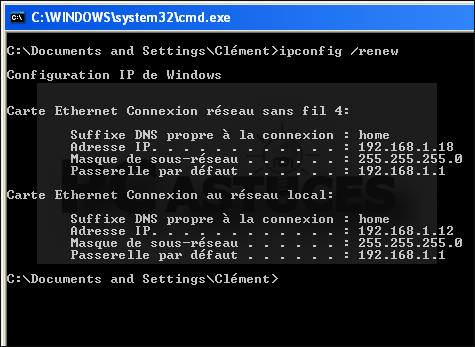 C:\WINDOWS\system32\cmd.exe
C:\Documents and Settings\Clément>ipconfig /renew
Configuration IP de Windows
Carte Ethernet Connexion réseau sans fil 4:
Suffixe DNS propre à la connexion : home
Adresse IP. . . . . . . . . . . . : 192.168.1.18
Masque de sous-réseau . . . . . . : 255.255.255.0
Passerelle par défaut . . . . . . : 192.168.1.1
Carte Ethernet Connexion au réseau local:
Suffixe DNS propre à la connexion : home
Adresse IP. . . . . . . . . . . . : 192.168.1.12
Masque de sous-réseau . . . . . . : 255.255.255.0
Passerelle par défaut . . . . . . : 192.168.1.1
C:\Documents and Settings\Clément>
PC
ASTUCES